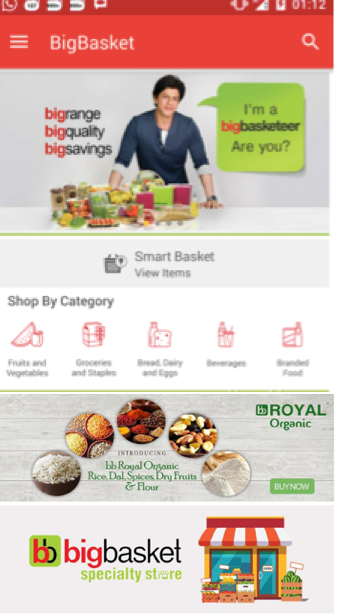 01:12
BigBasket
bigrange
bigquality
bigsavings
I'm a
bigbasketeer
Are you?
Smart Basket
View Items
Shop By Category
Fruits and
Vegetables
Groceries
and Staples
Bread, Dairy
and Eggs
Beverages
Branded
Food
bb ROYAL
Organic
INTRODUCING
bb Royal Organic
Rice, Dal, Spices, Dry Fruits
& Flour
BUY NOW
bb bigbasket
specialty store